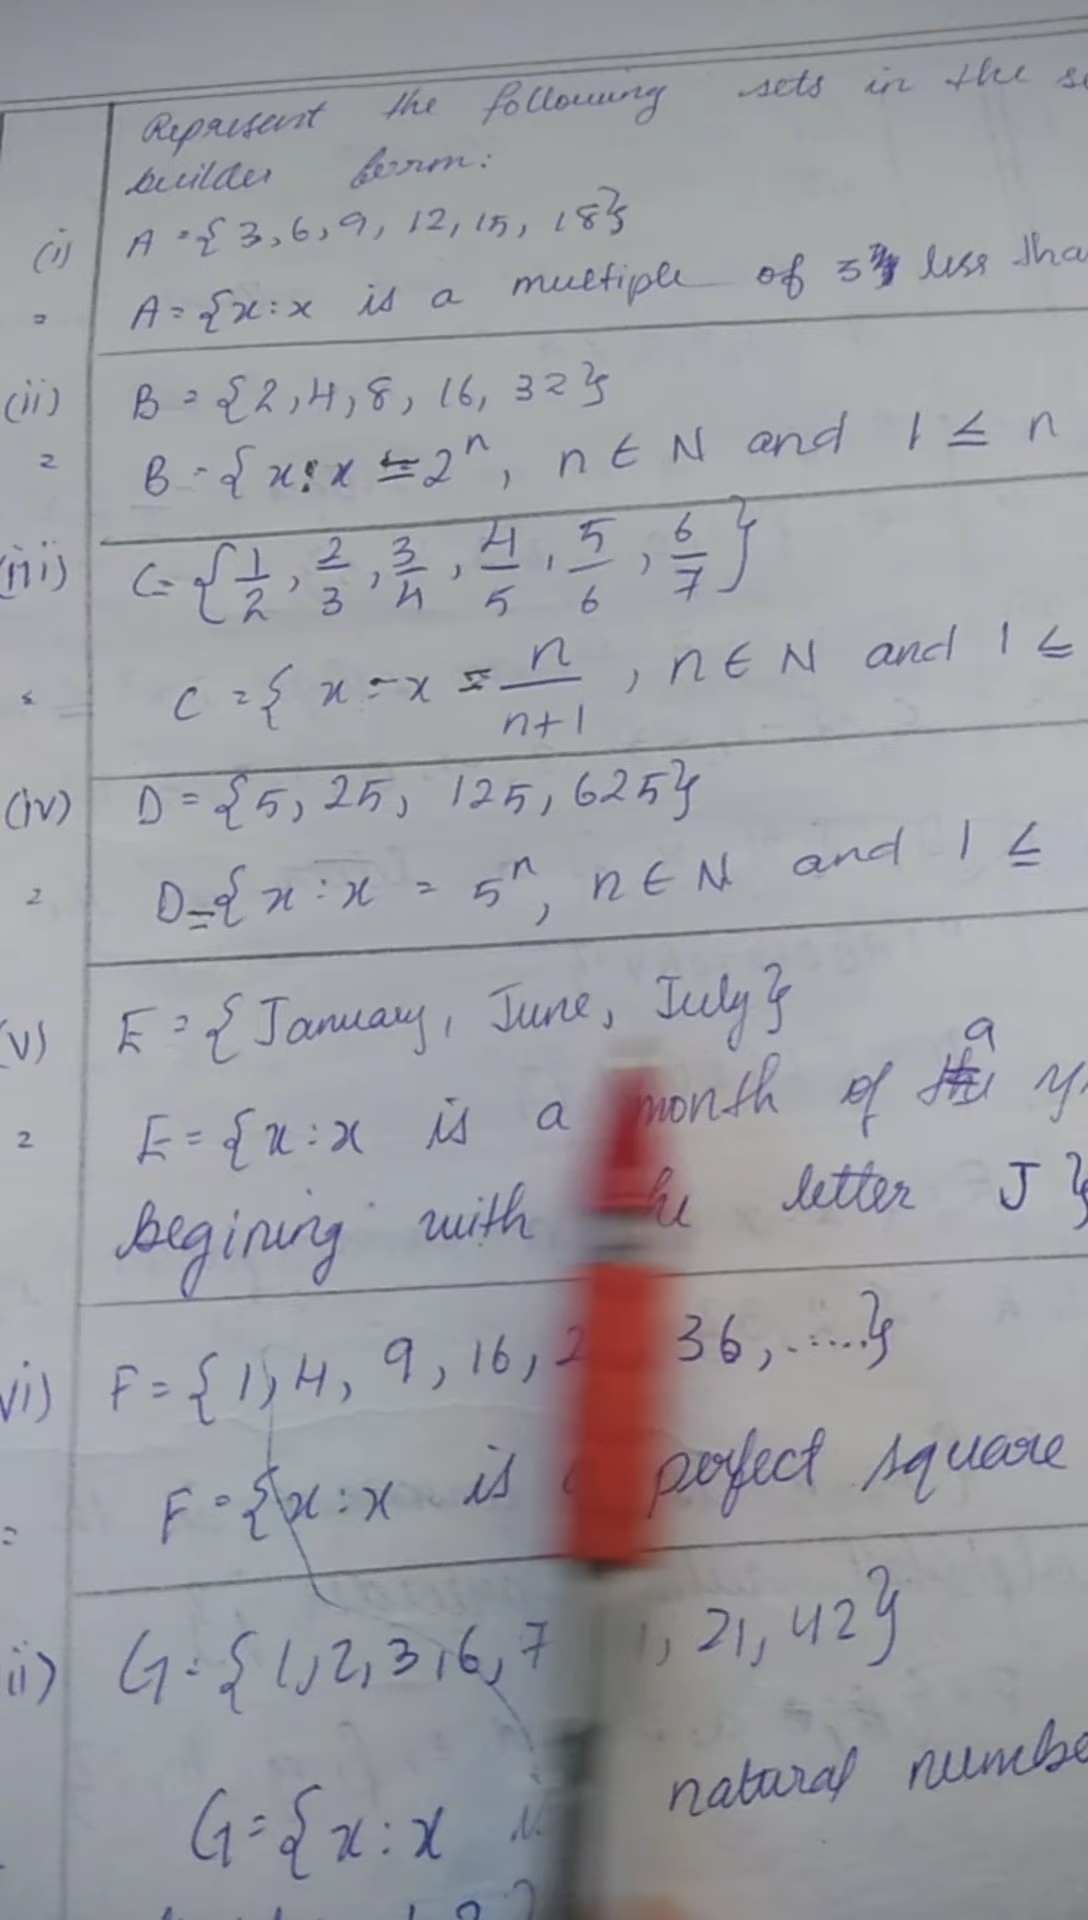 Represent the following sets in the
builder form:
(i) A = {3, 6, 9, 12, 15, 18}
= A = {x : x is a multiple of 3 less tha
(ii) B = {2, 4, 8, 16, 32}
= B = {x : x = 2ⁿ, n ∈ N and 1 ≤ n
(iii) C = {1/2, 2/3, 3/4, 4/5, 5/6, 6/7}
C = {x : x = n/n+1, n ∈ N and 1 ≤
(iv) D = {5, 25, 125, 625}
= D = {x : x = 5ⁿ, n ∈ N and 1 ≤
(v) E = {January, June, July}
= E = {x : x is a month of a
begining with letter J}
vi) F = {1, 4, 9, 16, 36, .....}
= F = {x : x is perfect square
ii) G = {1, 2, 3, 6, 7 21, 42}
G = {x : x natural numbe